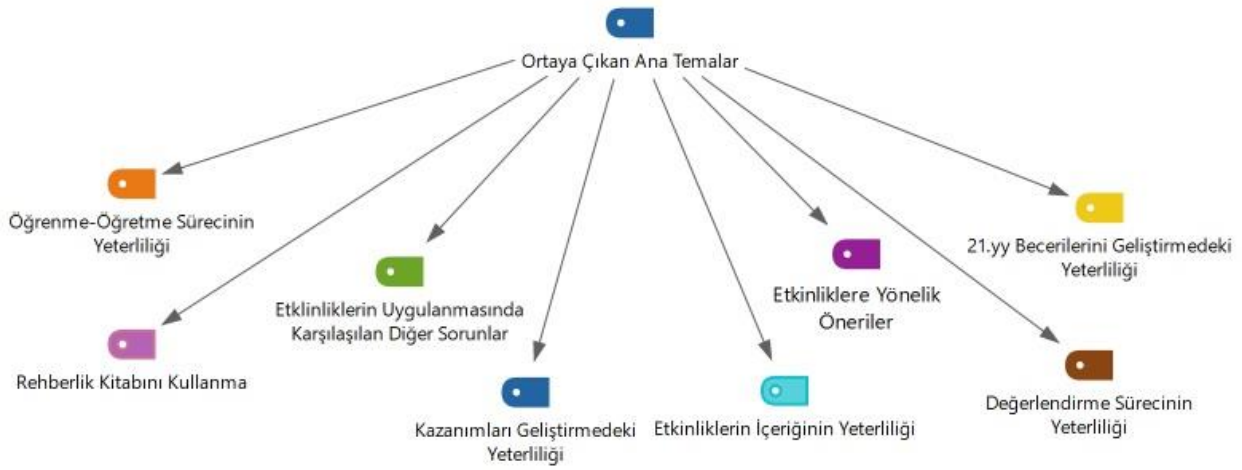 Ortaya Çıkan Ana Temalar
Öğrenme-Öğretme Sürecinin
Yeterliliği
21.yy Becerilerini Geliştirmedeki
Yeterliliği
Etklinliklerin Uygulanmasında
Karşılaşılan Diğer Sorunlar
Etkinliklere Yönelik
Öneriler
Rehberlik Kitabını Kullanma
Kazanımları Geliştirmedeki
Yeterliliği
Etkinliklerin İçeriğinin Yeterliliği
Değerlendirme Sürecinin
Yeterliliği